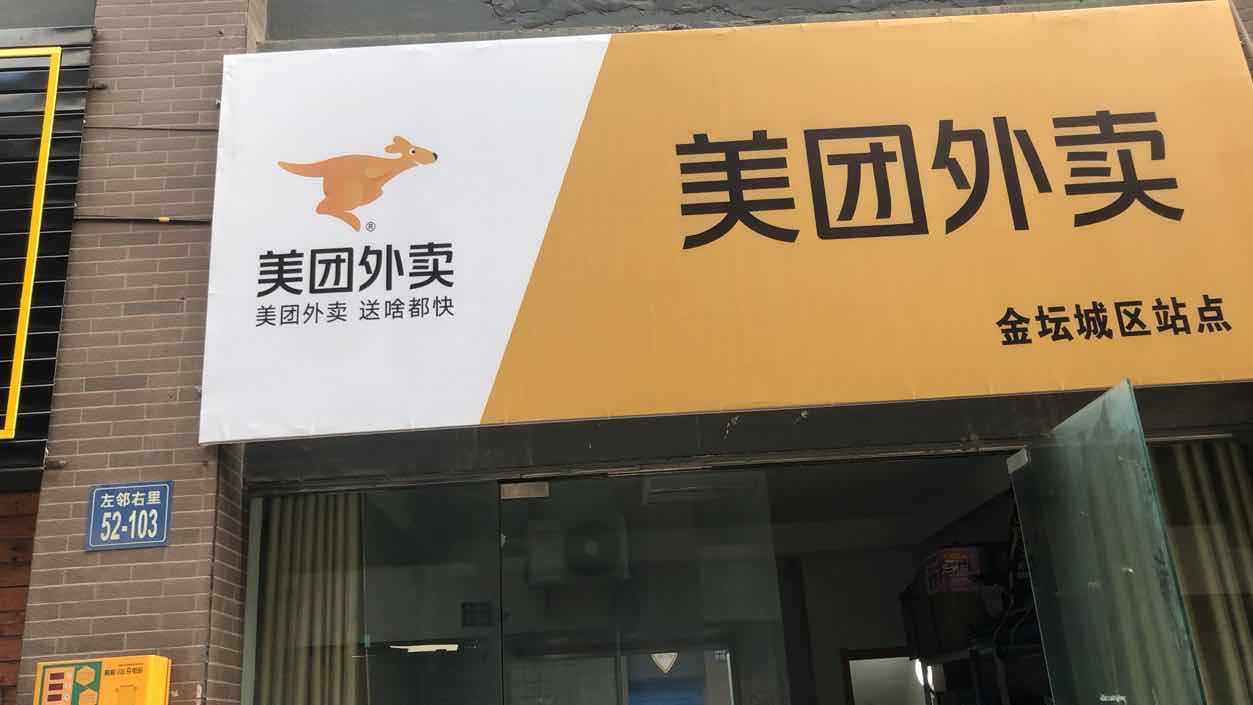 美团外卖
美团外卖 送啥都快
美团外卖
金坛城区站点
左邻右里
52-103